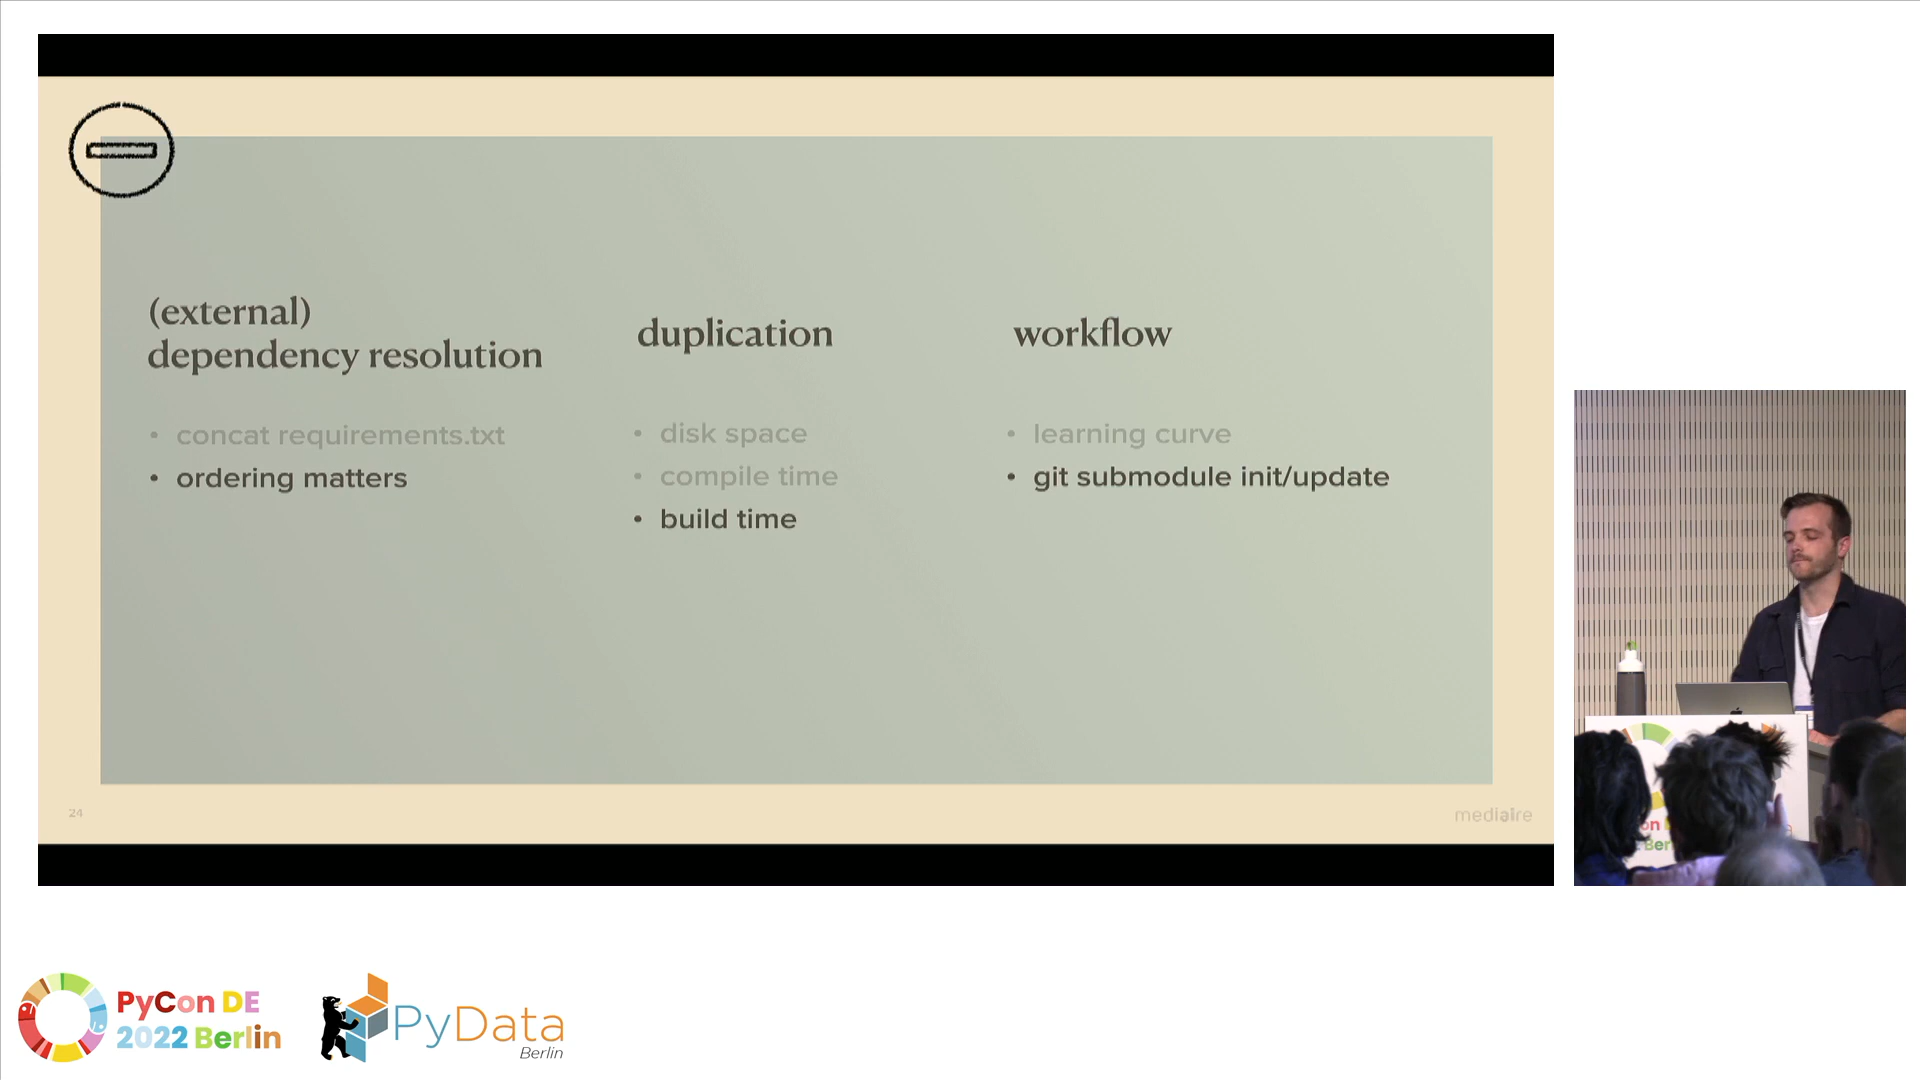 (external)
dependency resolution
• concat requirements.txt
• ordering matters
duplication
• disk space
• compile time
• build time
workflow
• learning curve
• git submodule init/update
24
mediaire
PyCon DE
2022 Berlin
PyData
Berlin